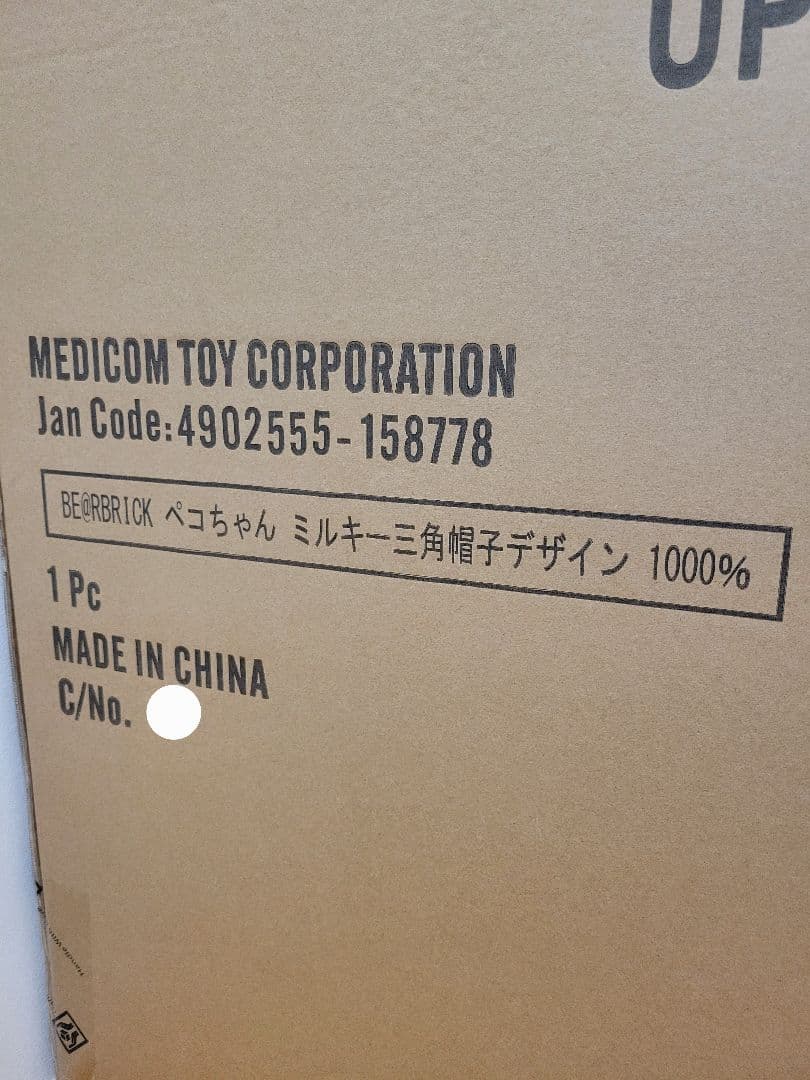 UP
MEDICOM TOY CORPORATION
Jan Code:4902555-158778
BE@RBRICK ペコちゃん ミルキー三角帽子デザイン 1000%
1 Pc
MADE IN CHINA
C/No.